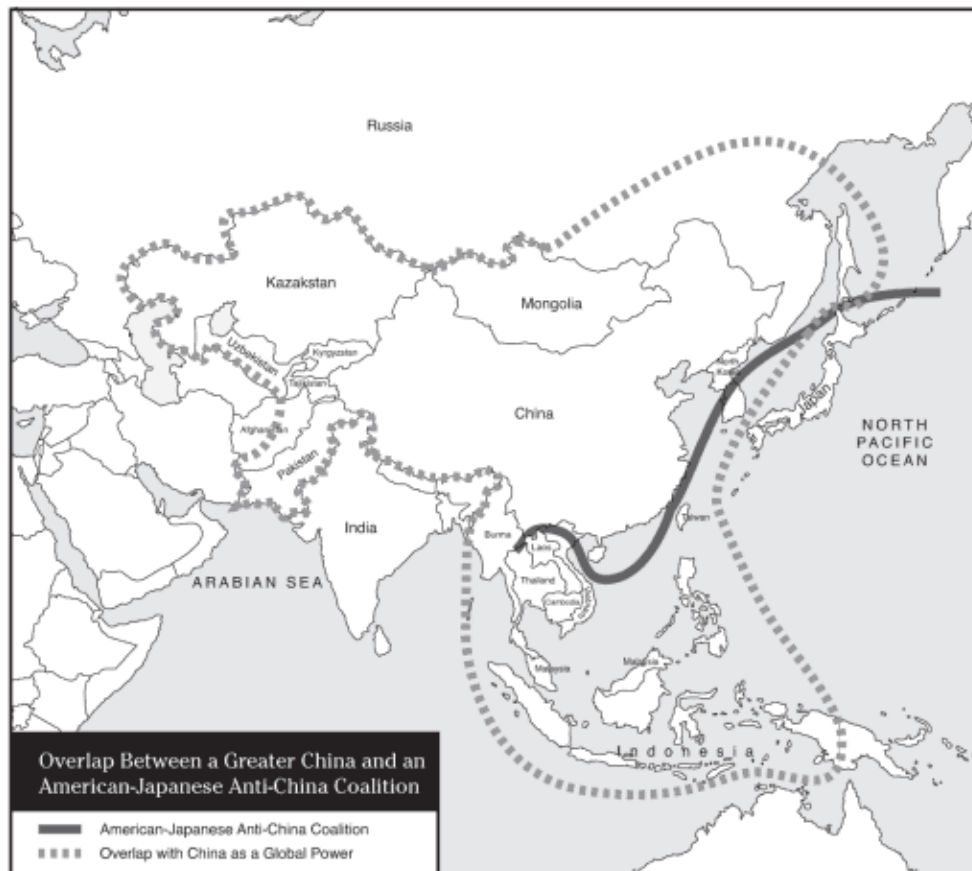 Russia
Kazakstan
Mongolia
Uzbekistan
Kyrgyzstan
Tajikistan
North
Korea
Japan
China
Afghanistan
Pakistan
NORTH
PACIFIC
OCEAN
India
Burma
Taiwan
Laos
ARABIAN SEA
Thailand
Cambodia
Malaysia
Malaysia
Indonesia
Overlap Between a Greater China and an
American-Japanese Anti-China Coalition
American-Japanese Anti-China Coalition
Overlap with China as a Global Power